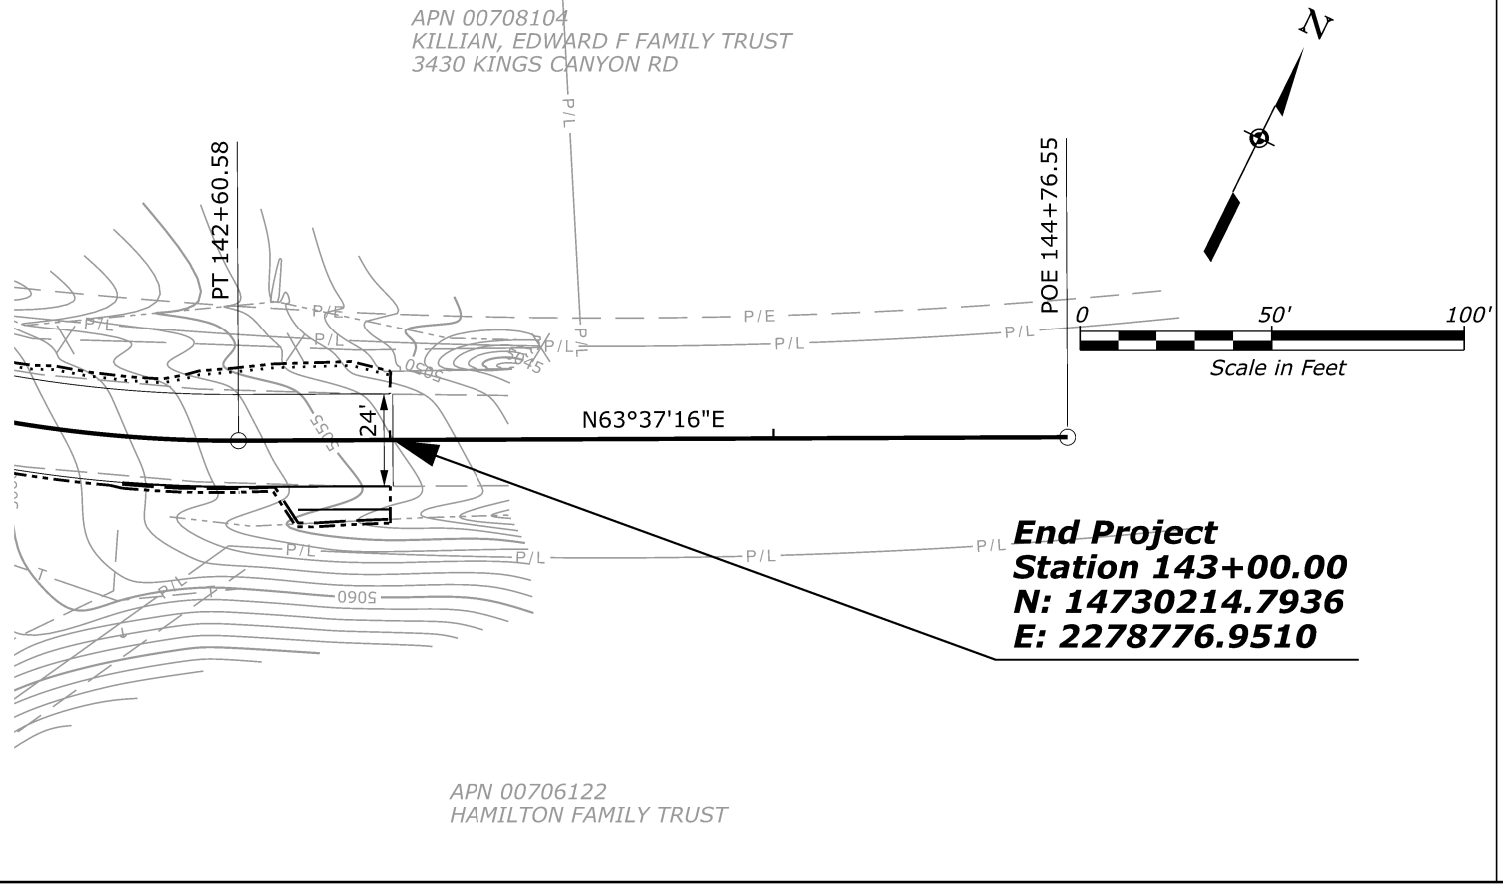 APN 00708104
KILLIAN, EDWARD F FAMILY TRUST
3430 KINGS CANYON RD
N
P/L
PT 142+60.58
POE 144+76.55
0 50' 100'
Scale in Feet
P/E
P/E
P/L
P/L
P/L
P/L
P/L
P/L
5045
5050
24'
5055
N63°37'16"E
End Project
Station 143+00.00
N: 14730214.7936
E: 2278776.9510
P/L
P/L
P/L
P/L
P/L
T
T
5060
APN 00706122
HAMILTON FAMILY TRUST